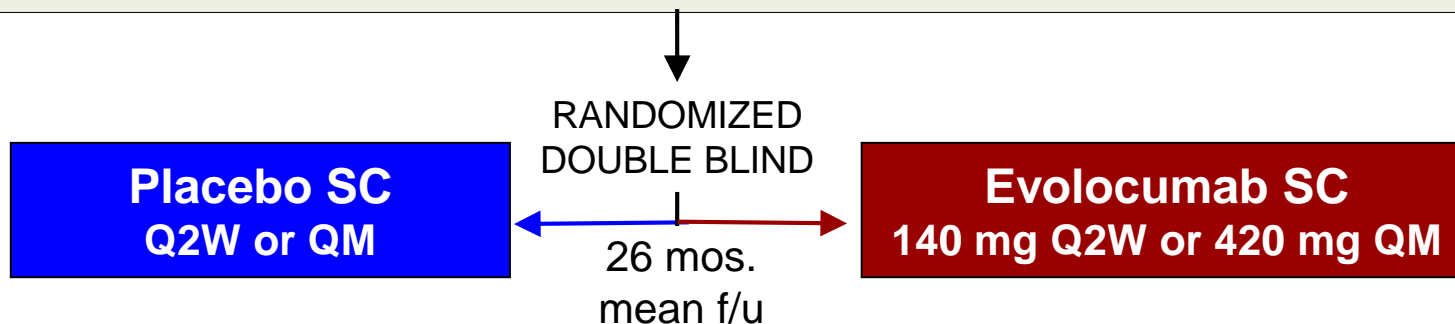 RANDOMIZED
DOUBLE BLIND
Placebo SC
Q2W or QM
Evolocumab SC
140 mg Q2W or 420 mg QM
26 mos.
mean f/u